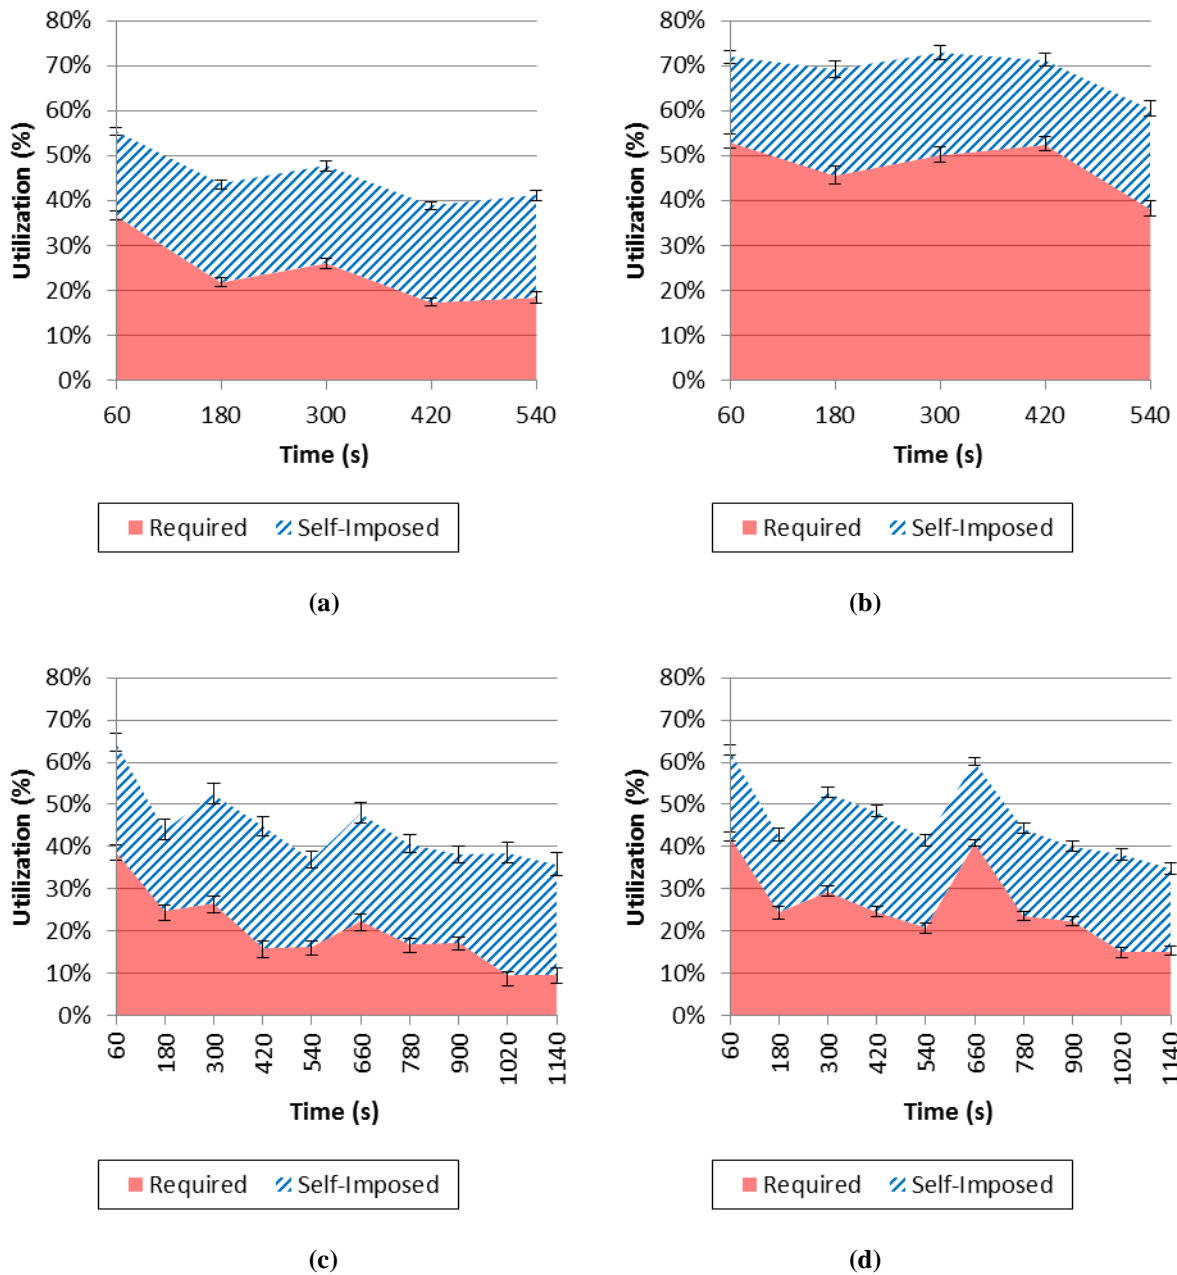 80%
70%
60%
50%
40%
30%
20%
10%
0%
Utilization (%)
60 180 300 420 540
Time (s)
Required Self-Imposed
(a)
80%
70%
60%
50%
40%
30%
20%
10%
0%
Utilization (%)
60 180 300 420 540
Time (s)
Required Self-Imposed
(b)
80%
70%
60%
50%
40%
30%
20%
10%
0%
Utilization (%)
60 180 300 420 540 660 780 900 1020 1140
Time (s)
Required Self-Imposed
(c)
80%
70%
60%
50%
40%
30%
20%
10%
0%
Utilization (%)
60 180 300 420 540 660 780 900 1020 1140
Time (s)
Required Self-Imposed
(d)